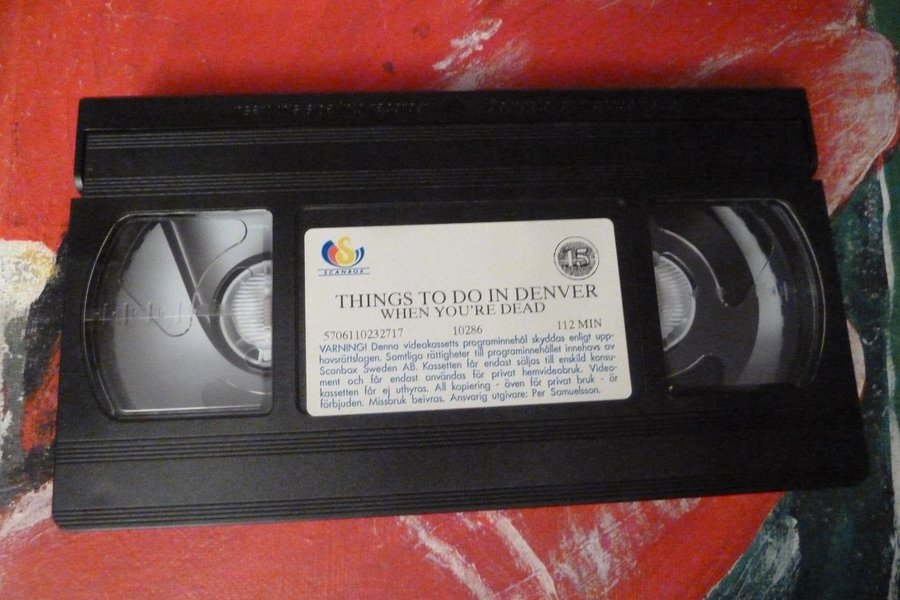 SCANBOX
15
THINGS TO DO IN DENVER
WHEN YOU'RE DEAD
5706110232717 10286 112 MIN
VARNING! Denna videokassetts programinnehål skyddas enligt upp-
hovsrättslagen. Samtliga rättigheter till programinnehållet innehovs av
Scanbox Sweden AB. Kassetten får endast säljas till enskild konsu-
ment och får endast användas för privat hemvideobruk. Video-
kassetten får ej uthyras. All kopiering - även för privat bruk - är
förbjuden. Missbruk beivras. Ansvarig utgivare: Per Samuelsson.